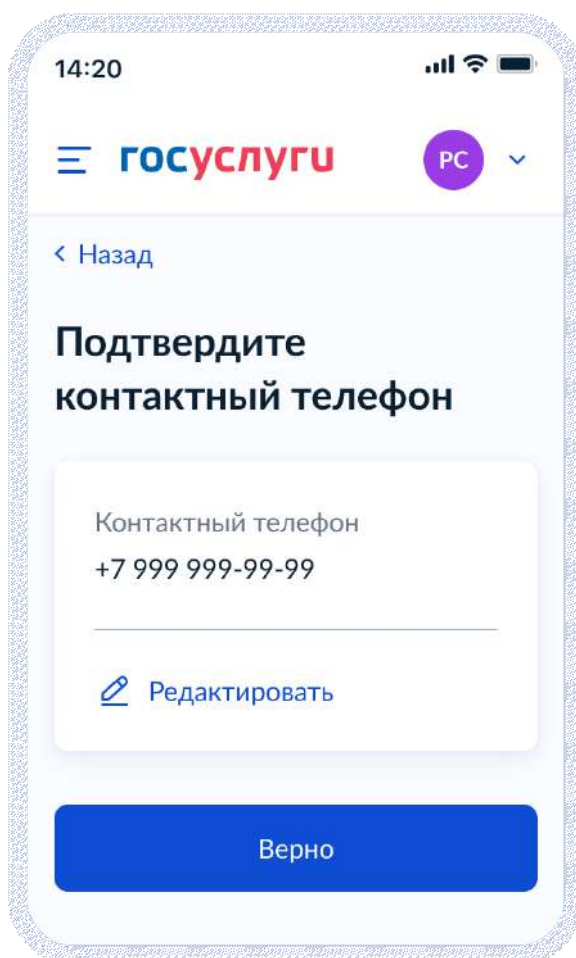 14:20
госуслуги
РС
Назад
Подтвердите
контактный телефон
Контактный телефон
+7 999 999-99-99
Редактировать
Верно